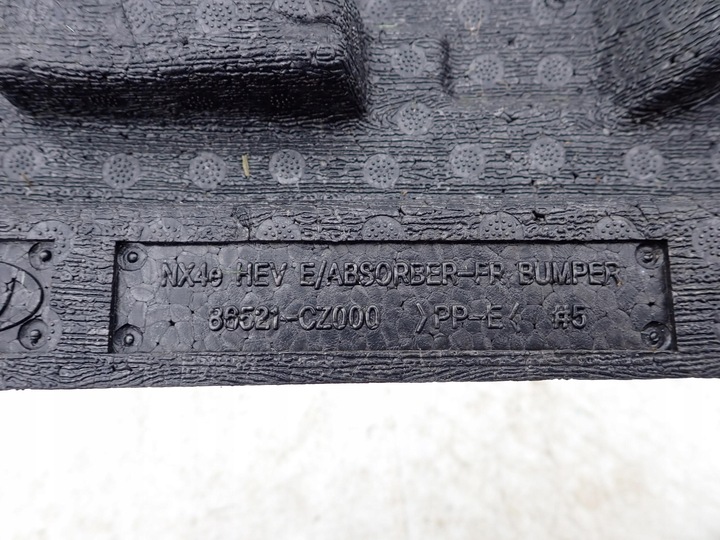 NX4e HEV E/ABSORBER-FR BUMPER
86521-CZ000 >PP-E< #5